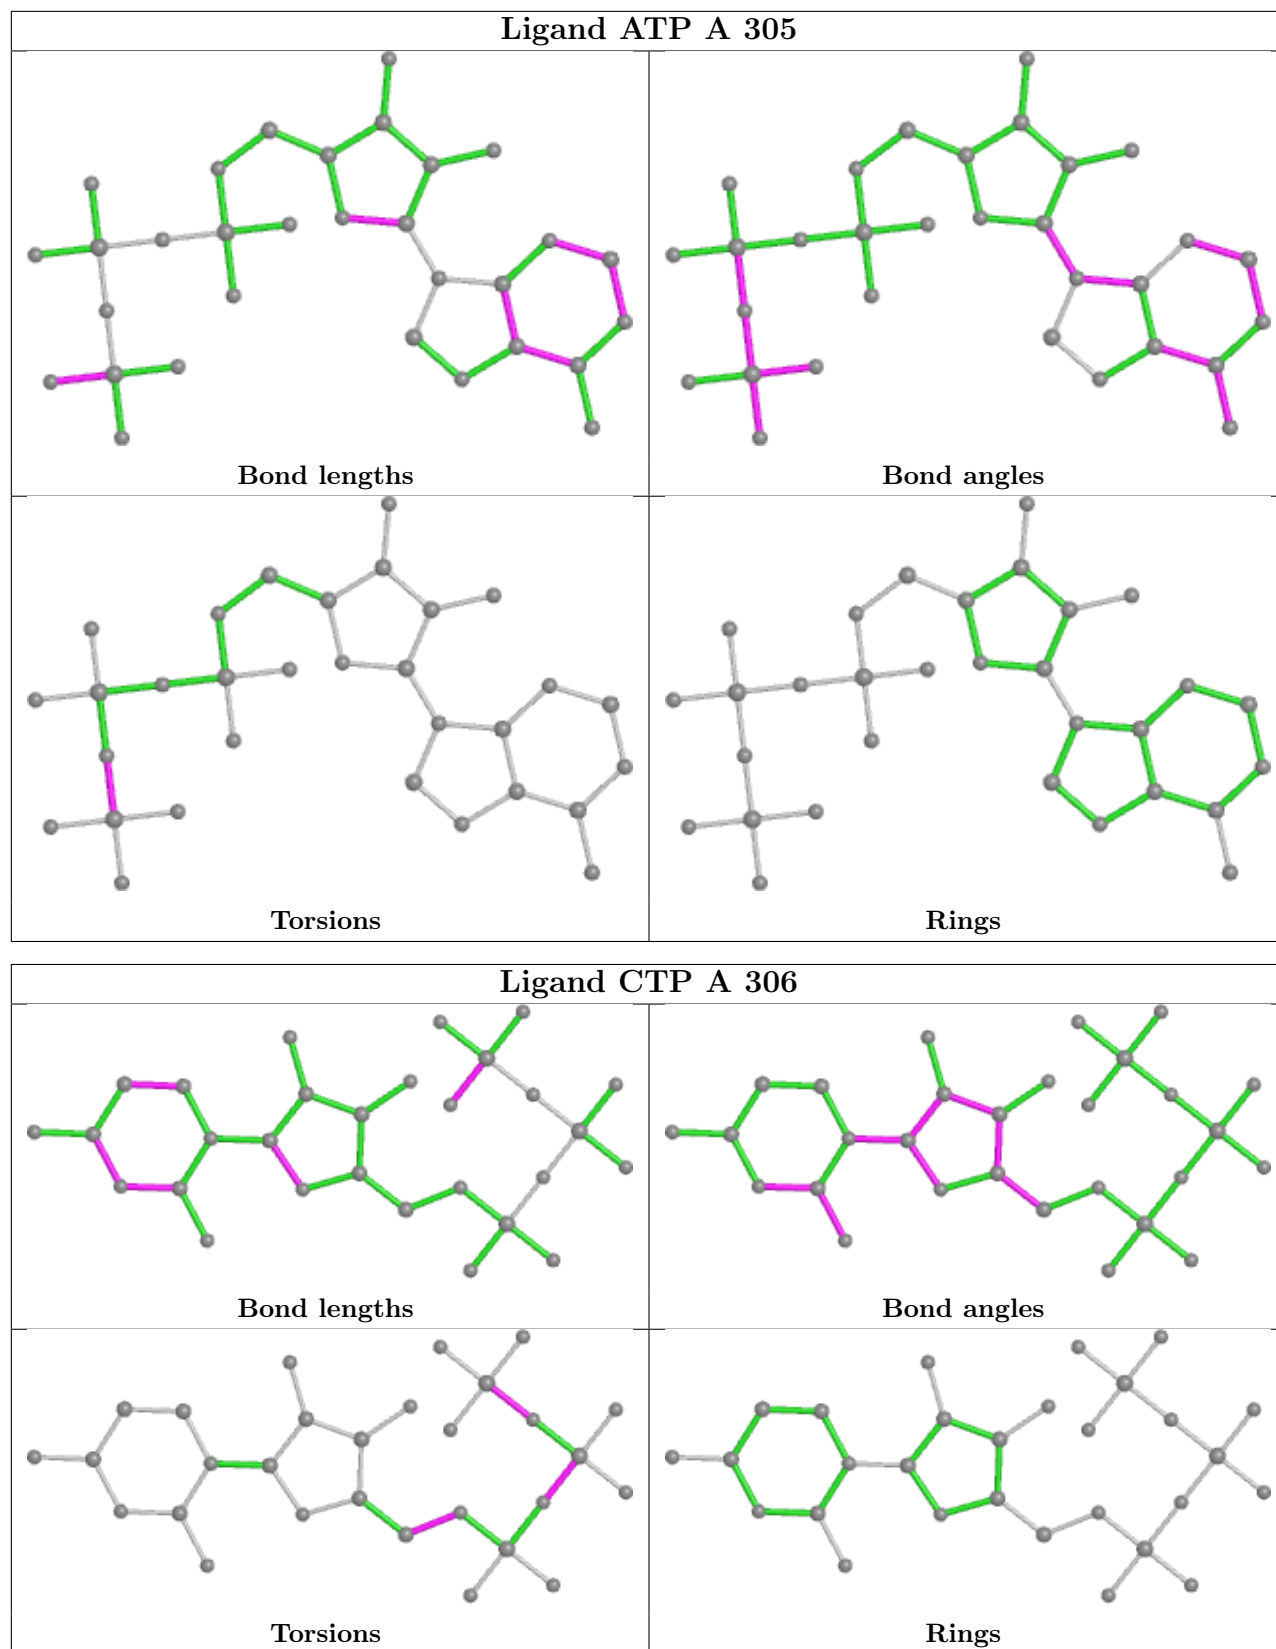 Ligand ATP A 305
Bond lengths
Bond angles
Torsions
Rings
Ligand CTP A 306
Bond lengths
Bond angles
Torsions
Rings